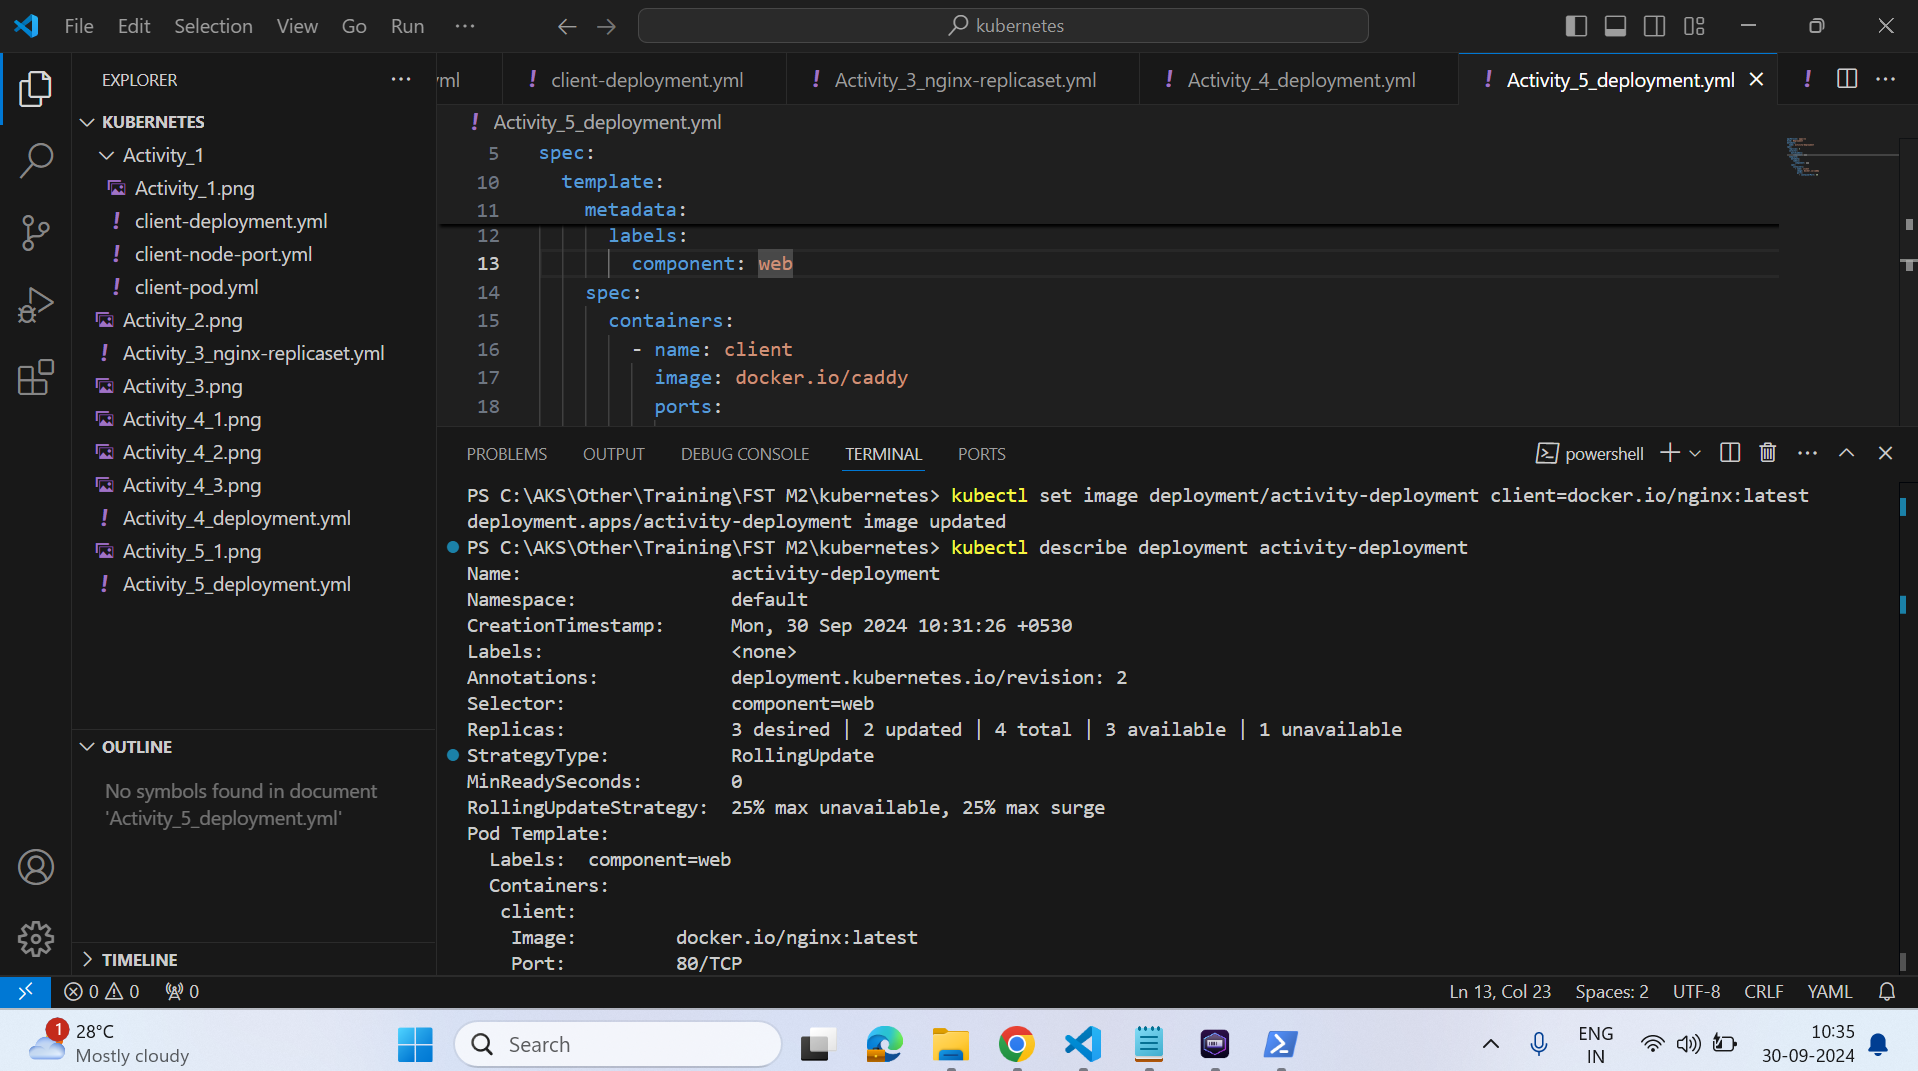 File Edit Selection View Go Run ...
kubernetes
EXPLORER
KUBERNETES
Activity_1
Activity_1.png
client-deployment.yml
client-node-port.yml
client-pod.yml
Activity_2.png
Activity_3_nginx-replicaset.yml
Activity_3.png
Activity_4_1.png
Activity_4_2.png
Activity_4_3.png
Activity_4_deployment.yml
Activity_5_1.png
Activity_5_deployment.yml
OUTLINE
No symbols found in document
'Activity_5_deployment.yml'
TIMELINE
yml ! client-deployment.yml ! Activity_3_nginx-replicaset.yml ! Activity_4_deployment.yml ! Activity_5_deployment.yml !
! Activity_5_deployment.yml
5 spec:
10 template:
11 metadata:
12 labels:
13 component: web
14 spec:
15 containers:
16 - name: client
17 image: docker.io/caddy
18 ports:
PROBLEMS OUTPUT DEBUG CONSOLE TERMINAL PORTS powershell
PS C:\AKS\Other\Training\FST M2\kubernetes> kubectl set image deployment/activity-deployment client=docker.io/nginx:latest
deployment.apps/activity-deployment image updated
PS C:\AKS\Other\Training\FST M2\kubernetes> kubectl describe deployment activity-deployment
Name: activity-deployment
Namespace: default
CreationTimestamp: Mon, 30 Sep 2024 10:31:26 +0530
Labels: <none>
Annotations: deployment.kubernetes.io/revision: 2
Selector: component=web
Replicas: 3 desired | 2 updated | 4 total | 3 available | 1 unavailable
StrategyType: RollingUpdate
MinReadySeconds: 0
RollingUpdateStrategy: 25% max unavailable, 25% max surge
Pod Template:
Labels: component=web
Containers:
client:
Image: docker.io/nginx:latest
Port: 80/TCP
0 0 0 Ln 13, Col 23 Spaces: 2 UTF-8 CRLF YAML
1
28°C
Mostly cloudy
Search
ENG
IN
10:35
30-09-2024